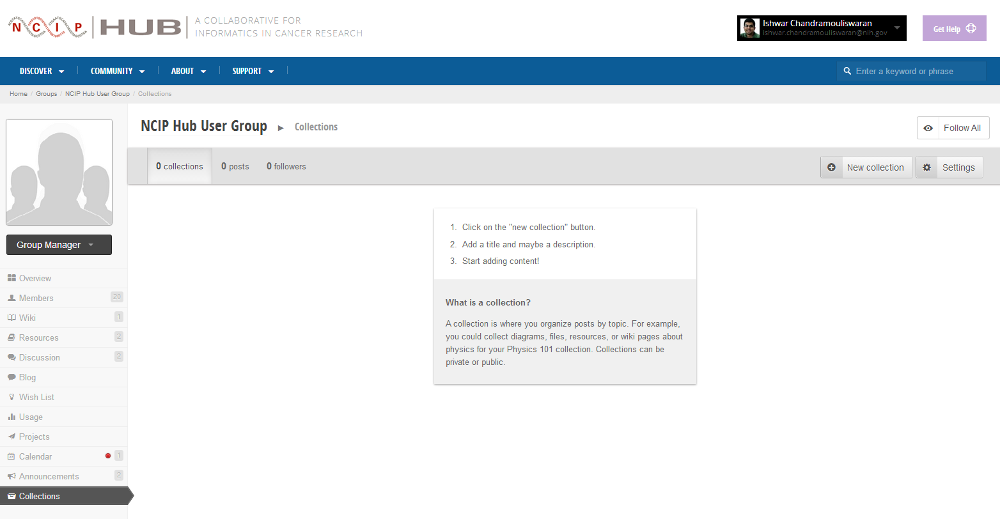 NCIP HUB
A COLLABORATIVE FOR
INFORMATICS IN CANCER RESEARCH
Ishwar Chandramouliswaran
ishwar.chandramouliswaran@nih.gov
Get Help
DISCOVER
COMMUNITY
ABOUT
SUPPORT
Enter a keyword or phrase
Home / Groups / NCIP Hub User Group / Collections
NCIP Hub User Group ▶ Collections
Follow All
0 collections
0 posts
0 followers
New collection
Settings
Group Manager
Overview
Members 20
Wiki 1
Resources 2
Discussion 2
Blog
Wish List
Usage
Projects
Calendar 1
Announcements 2
Collections
1. Click on the "new collection" button.
2. Add a title and maybe a description.
3. Start adding content!
What is a collection?
A collection is where you organize posts by topic. For example,
you could collect diagrams, files, resources, or wiki pages about
physics for your Physics 101 collection. Collections can be
private or public.